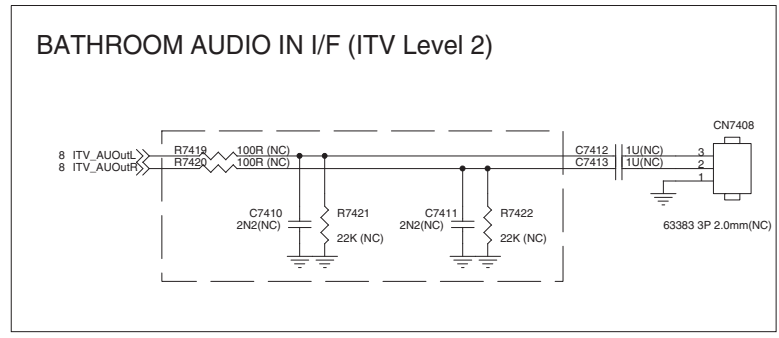 BATHROOM AUDIO IN I/F (ITV Level 2)
CN7408
8 ITV_AUOutL
R7419
100R (NC)
C7412
1U(NC)
3
8 ITV_AUOutR
R7420
100R (NC)
C7413
1U(NC)
2
1
C7410
2N2(NC)
R7421
22K (NC)
C7411
2N2(NC)
R7422
22K (NC)
63383 3P 2.0mm(NC)